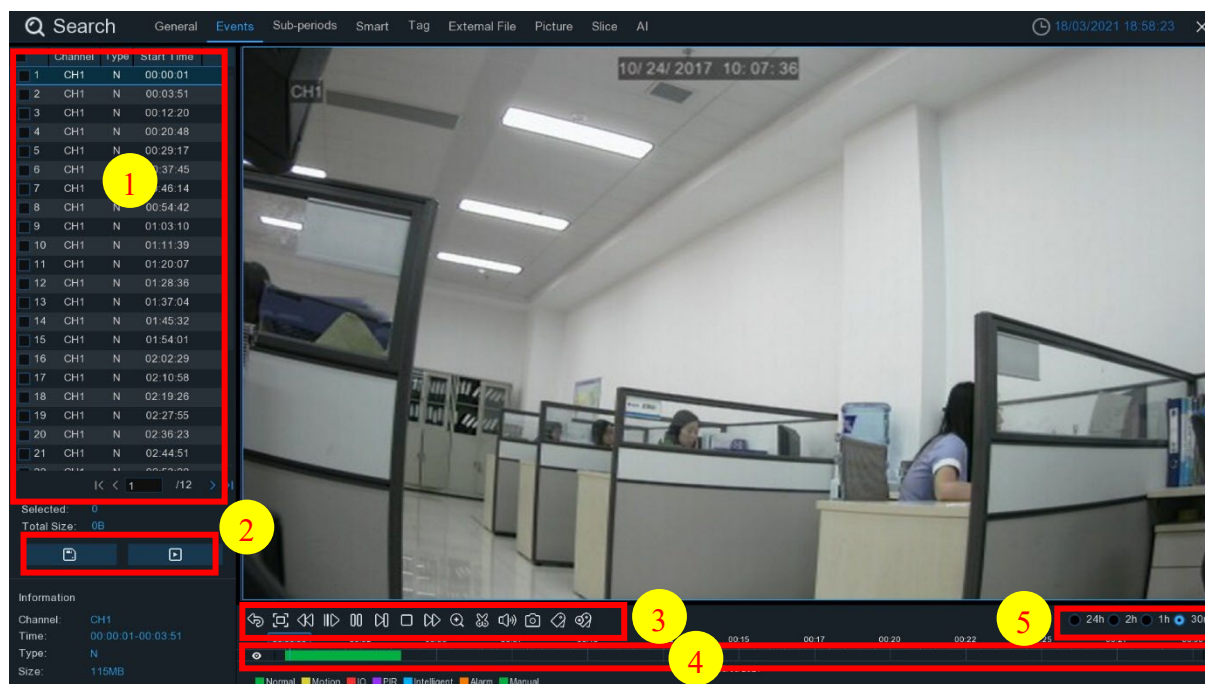 Search General Events Sub-periods Smart Tag External File Picture Slice AI 18/03/2021 18:58:23
Channel Type Start Time
1 CH1 N 00:00:01
2 CH1 N 00:03:51
3 CH1 N 00:12:20
4 CH1 N 00:20:48
5 CH1 N 00:29:17
6 CH1 :37:45
7 CH1 :46:14
8 CH1 N 00:54:42
9 CH1 N 01:03:10
10 CH1 N 01:11:39
11 CH1 N 01:20:07
12 CH1 N 01:28:36
13 CH1 N 01:37:04
14 CH1 N 01:45:32
15 CH1 N 01:54:01
16 CH1 N 02:02:29
17 CH1 N 02:10:58
18 CH1 N 02:19:26
19 CH1 N 02:27:55
20 CH1 N 02:36:23
21 CH1 N 02:44:51
1 /12
Selected: 0
Total Size: 0B
Information
Channel: CH1
Time: 00:00:01-00:03:51
Type: N
Size: 115MB
10/24/2017 10:07:36
CH1
1
2
3
4
5
24h 2h 1h 30m
00:15 00:17 00:20 00:22
Normal Motion IO PIR Intelligent Alarm Manual